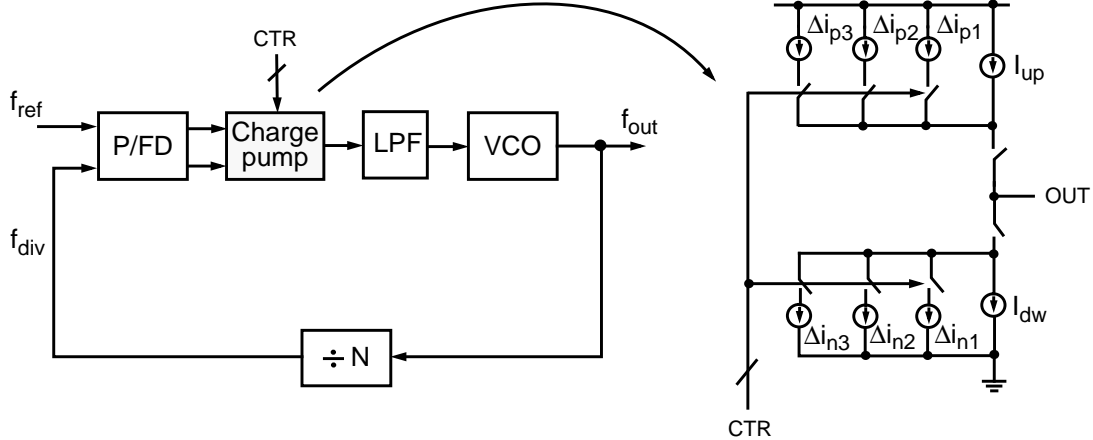 CTR
f_ref
P/FD
Charge
pump
LPF
VCO
f_out
f_div
÷ N
Δi_p3
Δi_p2
Δi_p1
I_up
OUT
Δi_n3
Δi_n2
Δi_n1
I_dw
CTR